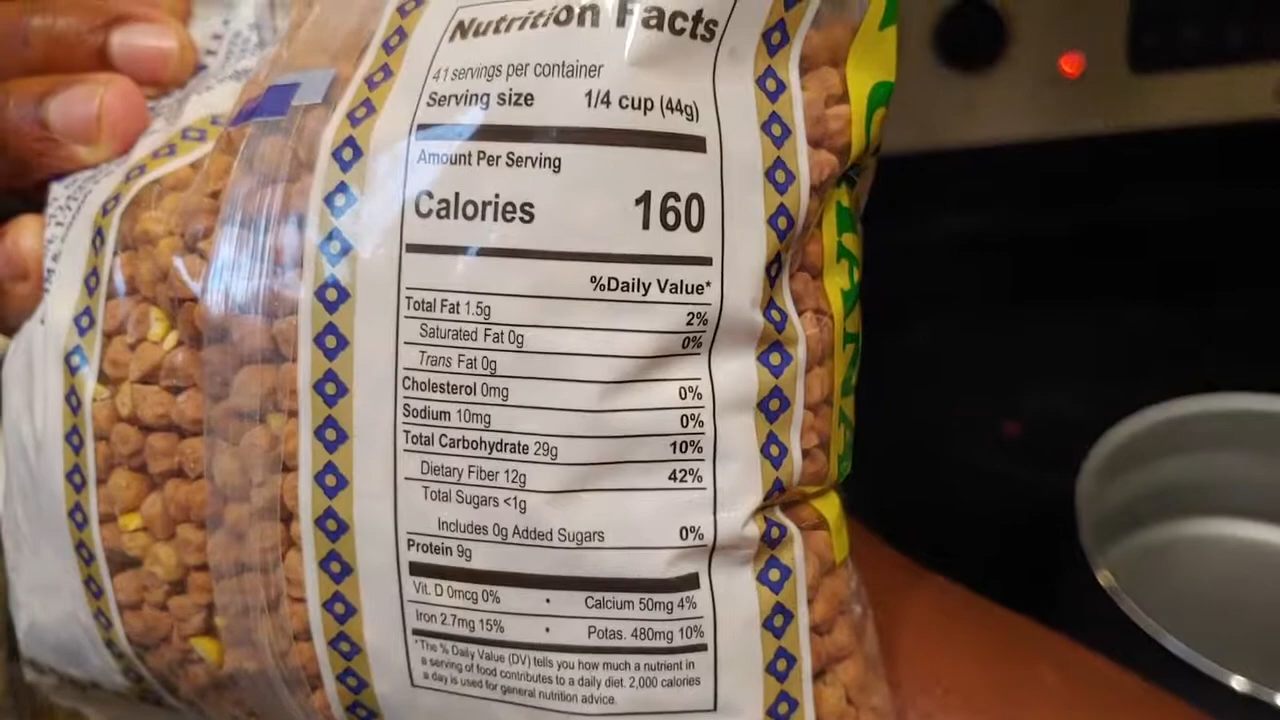 Nutrition Facts
41 servings per container
Serving size 1/4 cup (44g)
Amount Per Serving
Calories 160
%Daily Value*
Total Fat 1.5g 2%
Saturated Fat 0g 0%
Trans Fat 0g
Cholesterol 0mg 0%
Sodium 10mg 0%
Total Carbohydrate 29g 10%
Dietary Fiber 12g 42%
Total Sugars <1g
Includes 0g Added Sugars 0%
Protein 9g
Vit. D 0mcg 0% • Calcium 50mg 4%
Iron 2.7mg 15% • Potas. 480mg 10%
*The % Daily Value (DV) tells you how much a nutrient in
a serving of food contributes to a daily diet. 2,000 calories
a day is used for general nutrition advice.